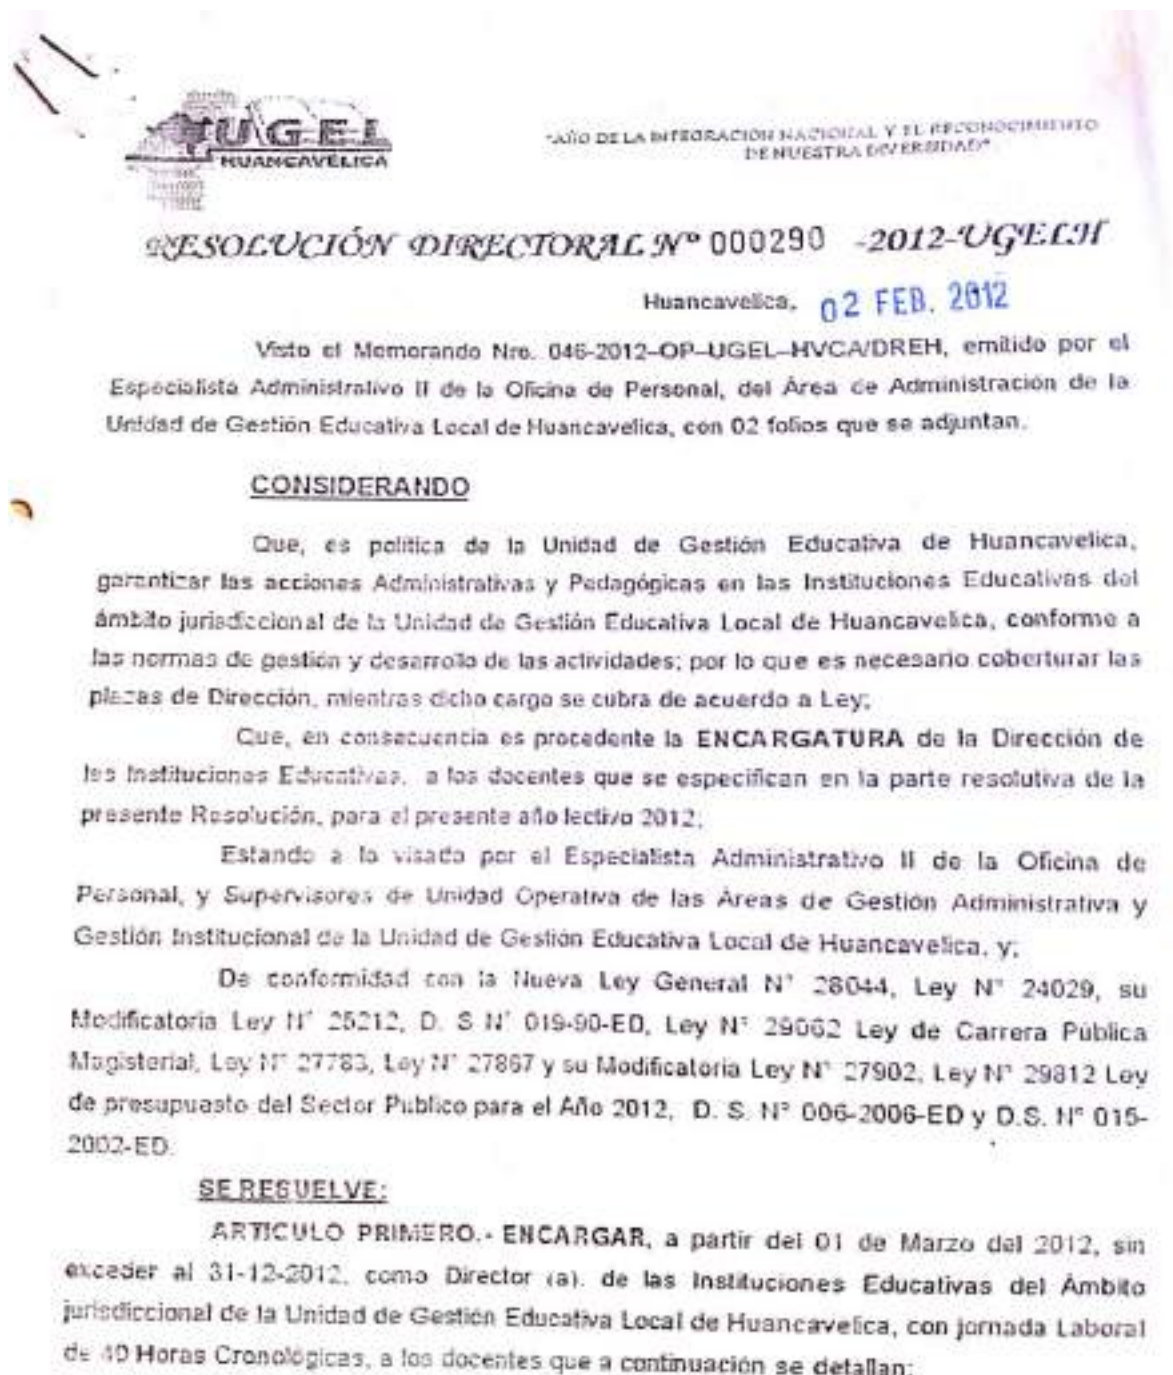 UGEL
HUANCAVELICA
"AÑO DE LA INTEGRACIÓN NACIONAL Y EL RECONOCIMIENTO
DE NUESTRA DIVERSIDAD"
RESOLUCIÓN DIRECTORAL Nº 000290 -2012-UGELH
Huancavelica, 02 FEB. 2012
Visto el Memorando Nro. 046-2012-OP-UGEL-HVCA/DREH, emitido por el
Especialista Administrativo II de la Oficina de Personal, del Área de Administración de la
Unidad de Gestión Educativa Local de Huancavelica, con 02 folios que se adjuntan.
CONSIDERANDO
Que, es política de la Unidad de Gestión Educativa de Huancavelica,
garantizar las acciones Administrativas y Pedagógicas en las Instituciones Educativas del
ámbito jurisdiccional de la Unidad de Gestión Educativa Local de Huancavelica, conforme a
las normas de gestión y desarrollo de las actividades; por lo que es necesario coberturar las
plazas de Dirección, mientras dicho cargo se cubra de acuerdo a Ley;
Que, en consecuencia es procedente la ENCARGATURA de la Dirección de
las Instituciones Educativas, a los docentes que se especifican en la parte resolutiva de la
presente Resolución, para el presente año lectivo 2012;
Estando a lo visado por el Especialista Administrativo II de la Oficina de
Personal, y Supervisores de Unidad Operativa de las Áreas de Gestión Administrativa y
Gestión Institucional de la Unidad de Gestión Educativa Local de Huancavelica, y;
De conformidad con la Nueva Ley General N° 28044, Ley N° 24029, su
Modificatoria Ley N° 25212, D. S N° 019-90-ED, Ley N° 29062 Ley de Carrera Pública
Magisterial, Ley N° 27783, Ley N° 27867 y su Modificatoria Ley N° 27902, Ley N° 29812 Ley
de presupuesto del Sector Publico para el Año 2012, D. S. N° 006-2006-ED y D.S. N° 015-
2002-ED.
SE RESUELVE:
ARTICULO PRIMERO.- ENCARGAR, a partir del 01 de Marzo del 2012, sin
exceder al 31-12-2012, como Director (a). de las Instituciones Educativas del Ámbito
jurisdiccional de la Unidad de Gestión Educativa Local de Huancavelica, con jornada Laboral
de 40 Horas Cronológicas, a los docentes que a continuación se detallan: